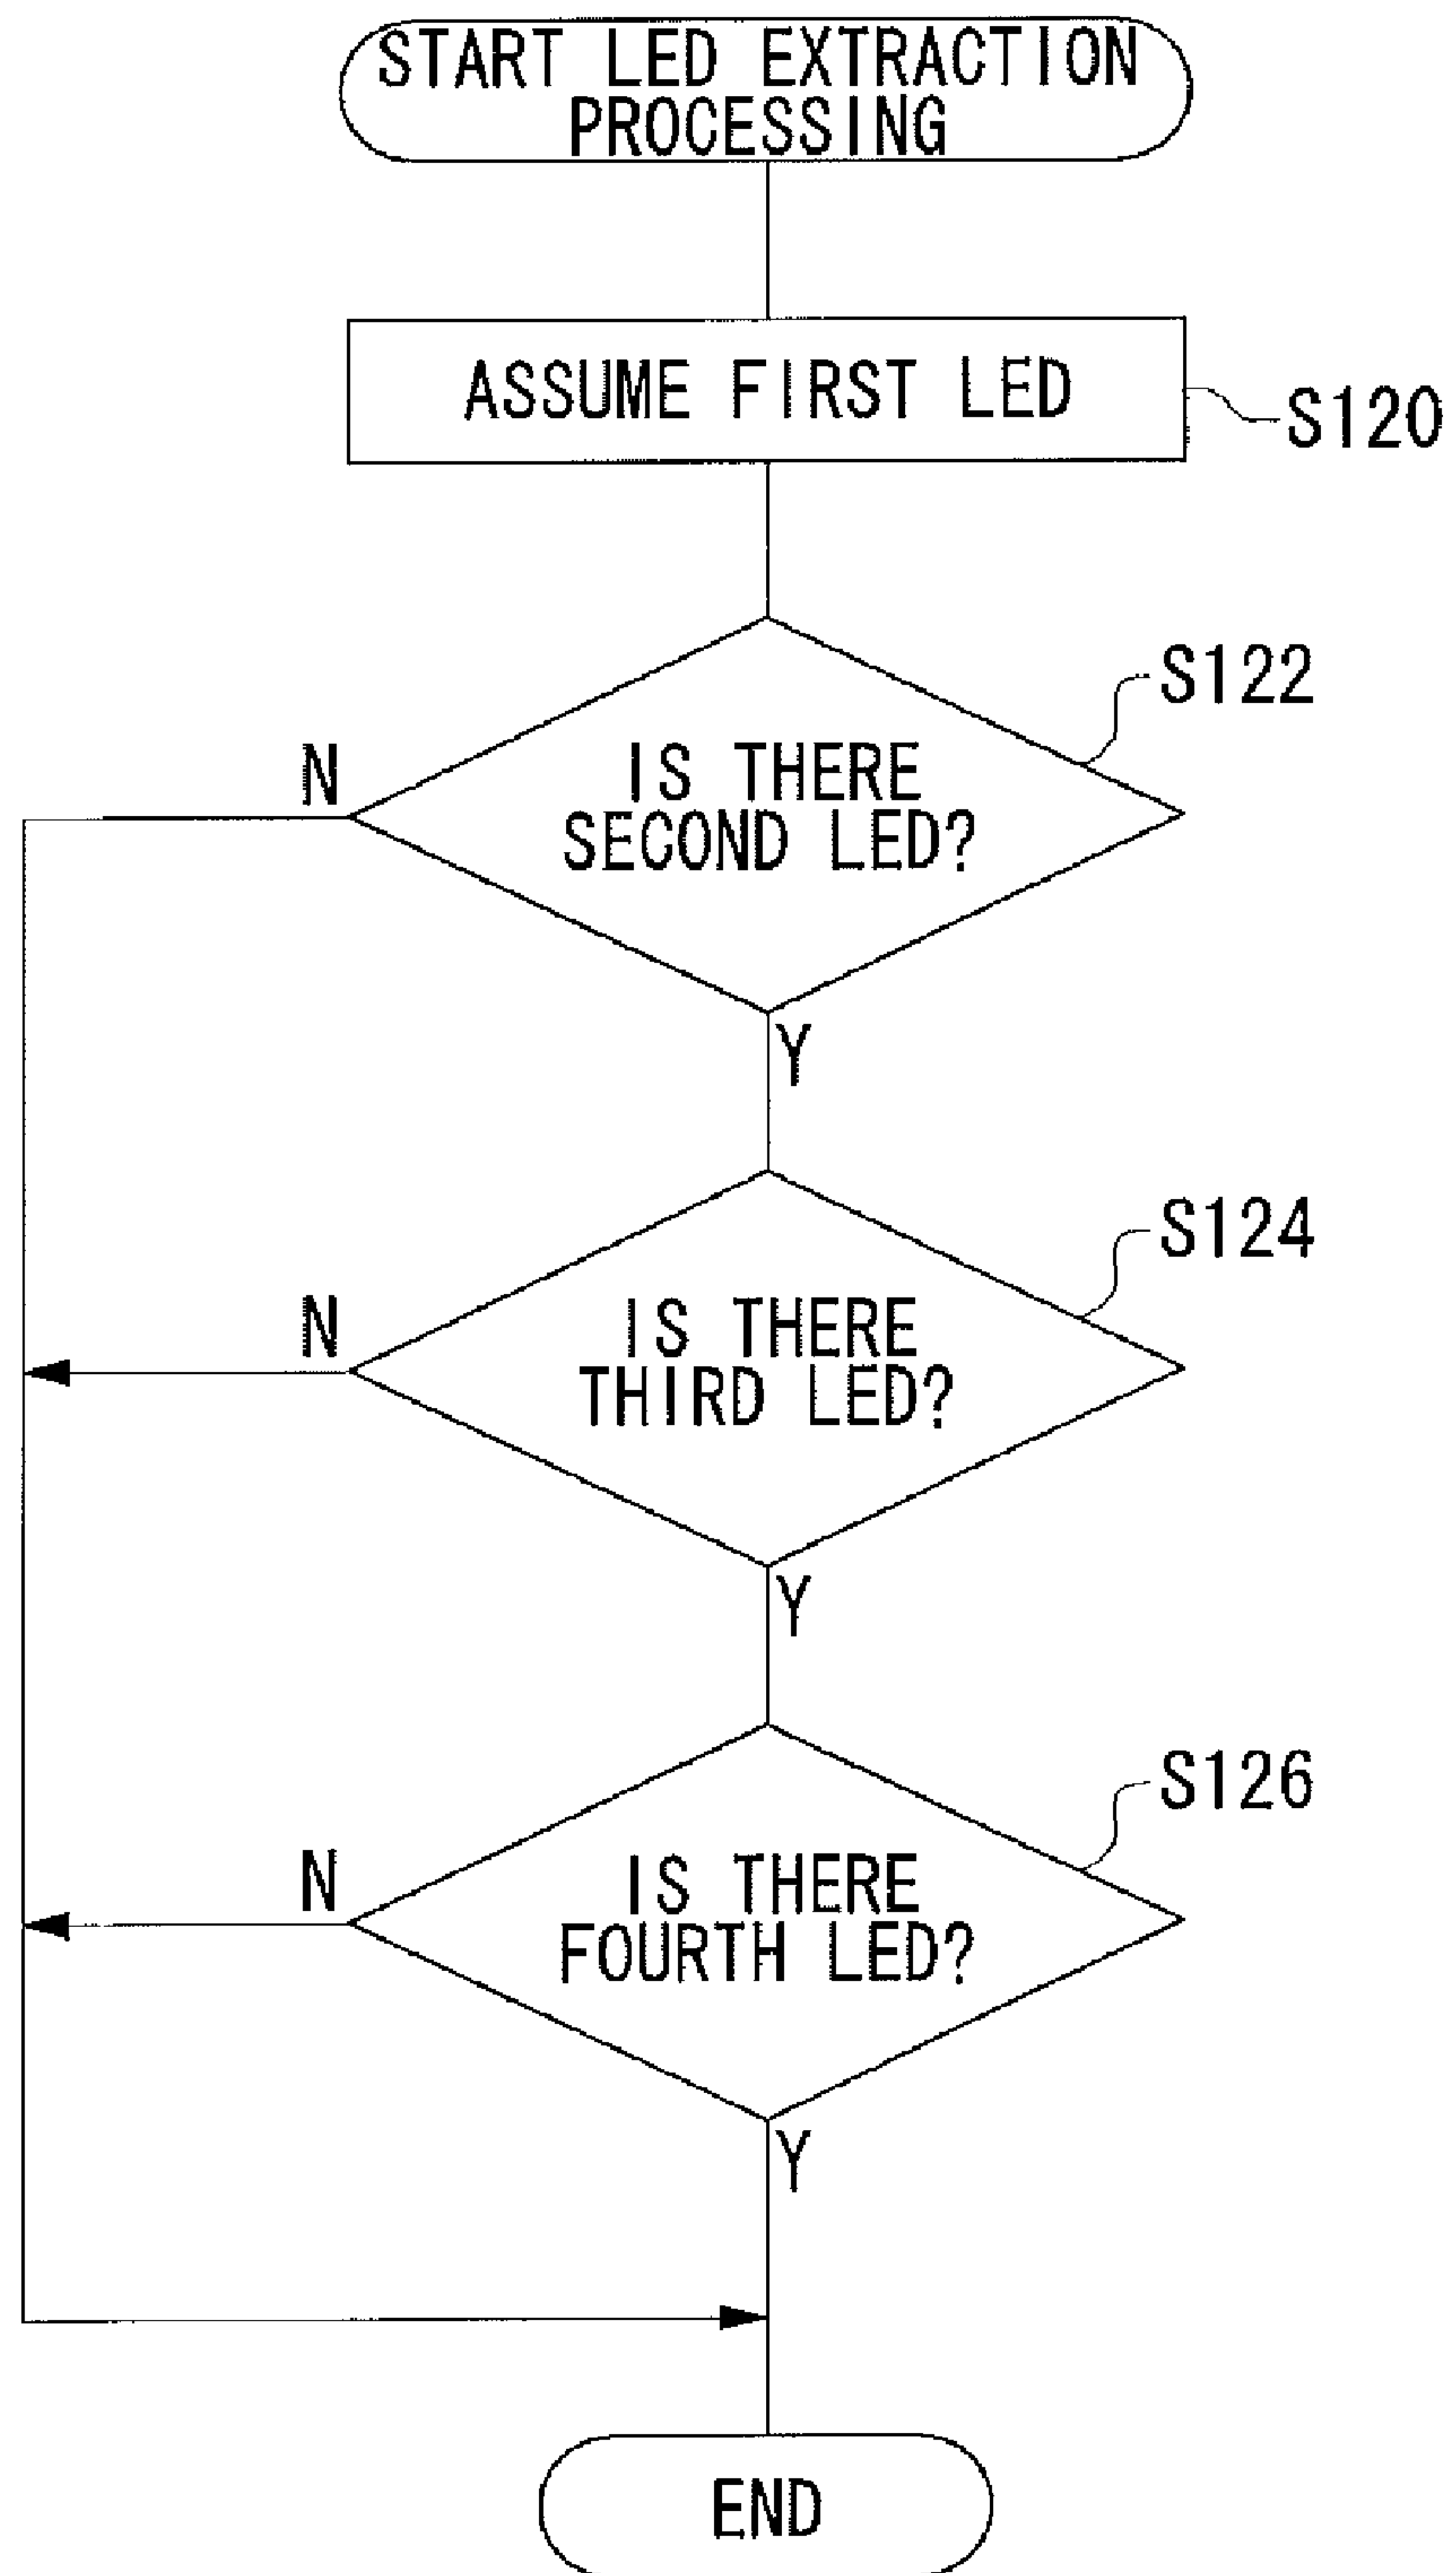 START LED EXTRACTION
PROCESSING
ASSUME FIRST LED
S120
S122
IS THERE
SECOND LED?
N
Y
S124
IS THERE
THIRD LED?
N
Y
S126
IS THERE
FOURTH LED?
N
Y
END